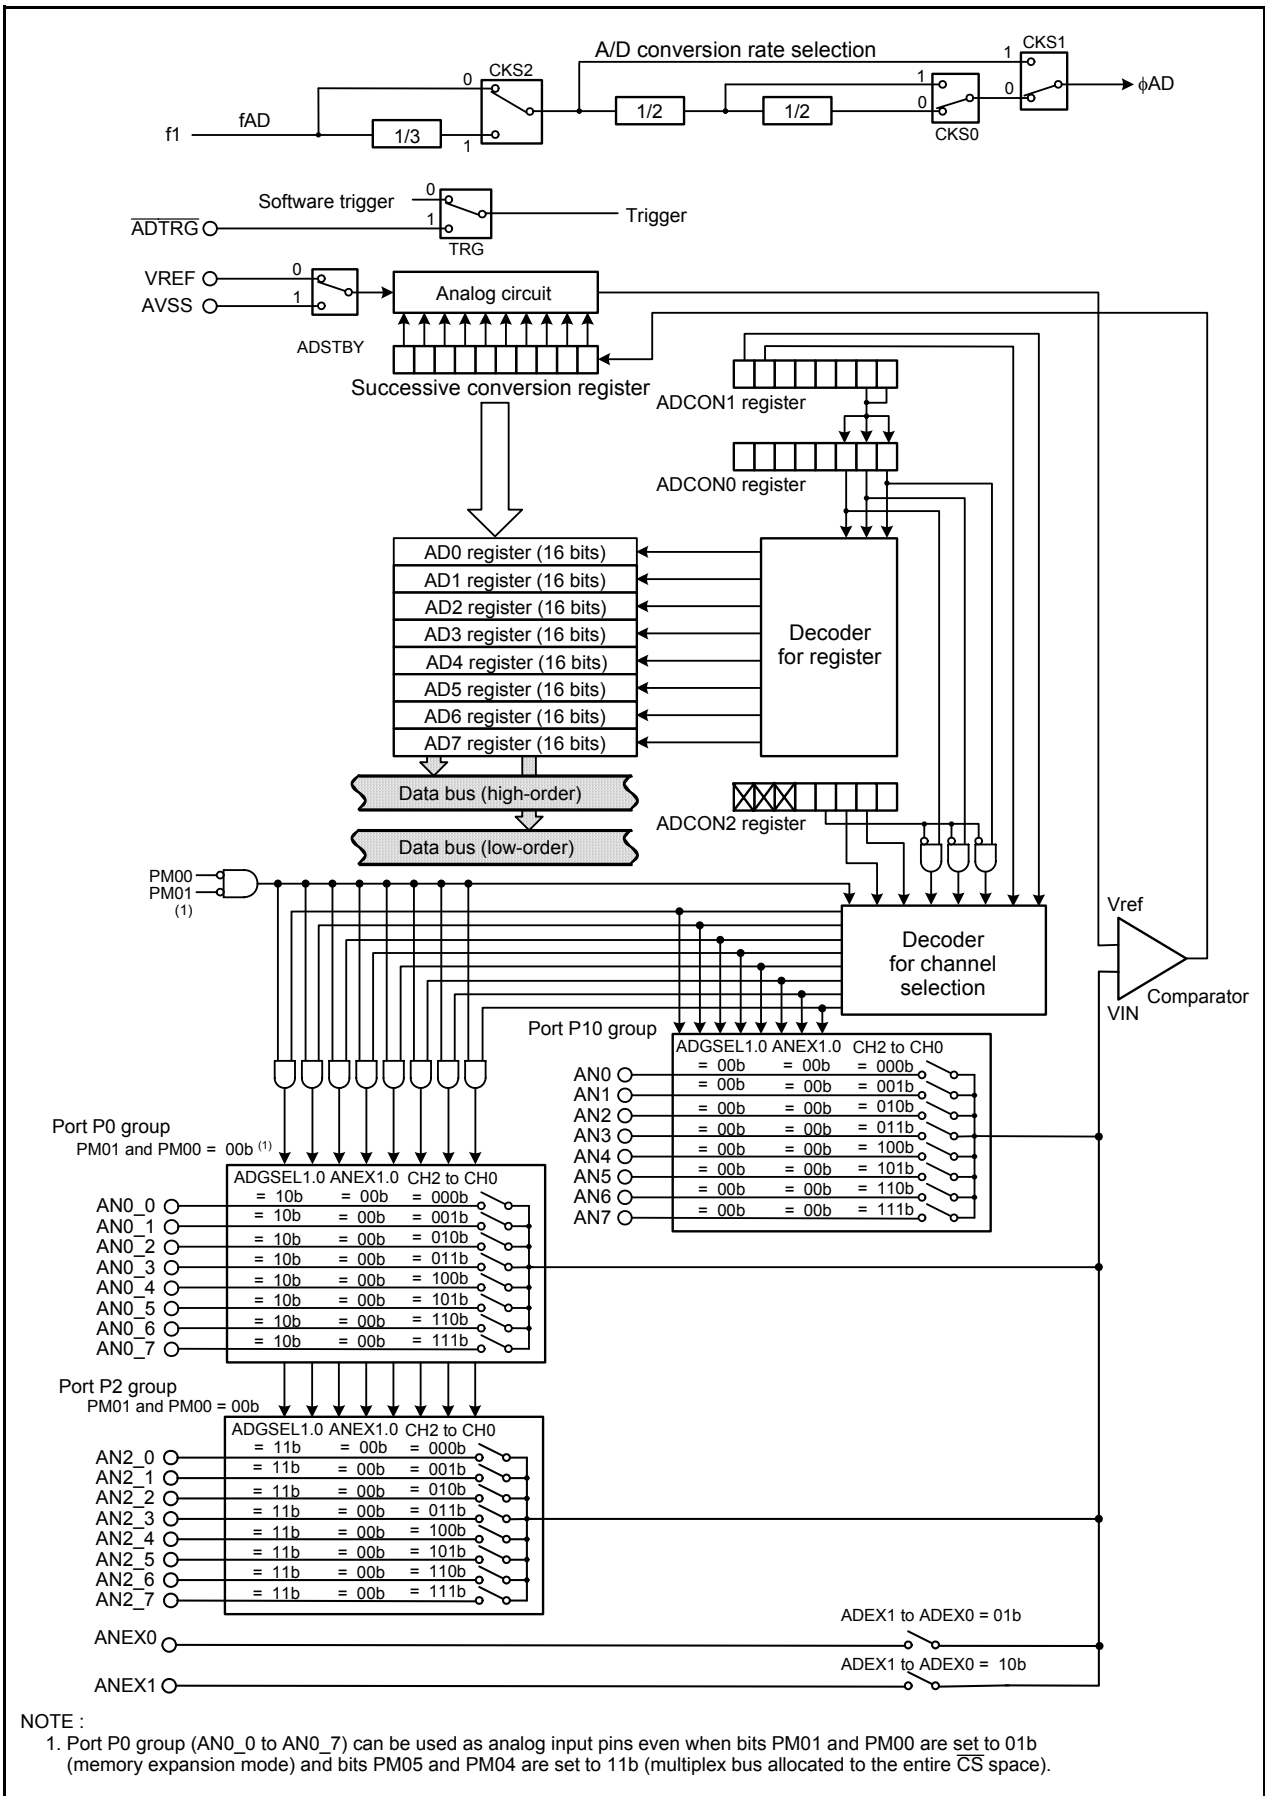 A/D conversion rate selection
CKS1
CKS2
0
1
1
0
φAD
f1
fAD
1/3
1
1/2
1/2
0
CKS0
Software trigger
0
ADTRG
1
Trigger
TRG
VREF
0
AVSS
1
Analog circuit
ADSTBY
Successive conversion register
ADCON1 register
ADCON0 register
AD0 register (16 bits)
AD1 register (16 bits)
AD2 register (16 bits)
AD3 register (16 bits)
AD4 register (16 bits)
AD5 register (16 bits)
AD6 register (16 bits)
AD7 register (16 bits)
Decoder
for register
Data bus (high-order)
Data bus (low-order)
ADCON2 register
PM00
PM01
(1)
Decoder
for channel
selection
Vref
VIN
Comparator
Port P10 group
ADGSEL1.0 ANEX1.0 CH2 to CH0
AN0 = 00b = 00b = 000b
AN1 = 00b = 00b = 001b
AN2 = 00b = 00b = 010b
AN3 = 00b = 00b = 011b
AN4 = 00b = 00b = 100b
AN5 = 00b = 00b = 101b
AN6 = 00b = 00b = 110b
AN7 = 00b = 00b = 111b
Port P0 group
PM01 and PM00 = 00b (1)
ADGSEL1.0 ANEX1.0 CH2 to CH0
AN0_0 = 10b = 00b = 000b
AN0_1 = 10b = 00b = 001b
AN0_2 = 10b = 00b = 010b
AN0_3 = 10b = 00b = 011b
AN0_4 = 10b = 00b = 100b
AN0_5 = 10b = 00b = 101b
AN0_6 = 10b = 00b = 110b
AN0_7 = 10b = 00b = 111b
Port P2 group
PM01 and PM00 = 00b
ADGSEL1.0 ANEX1.0 CH2 to CH0
AN2_0 = 11b = 00b = 000b
AN2_1 = 11b = 00b = 001b
AN2_2 = 11b = 00b = 010b
AN2_3 = 11b = 00b = 011b
AN2_4 = 11b = 00b = 100b
AN2_5 = 11b = 00b = 101b
AN2_6 = 11b = 00b = 110b
AN2_7 = 11b = 00b = 111b
ADEX1 to ADEX0 = 01b
ANEX0
ADEX1 to ADEX0 = 10b
ANEX1
NOTE :
1. Port P0 group (AN0_0 to AN0_7) can be used as analog input pins even when bits PM01 and PM00 are set to 01b
(memory expansion mode) and bits PM05 and PM04 are set to 11b (multiplex bus allocated to the entire CS space).